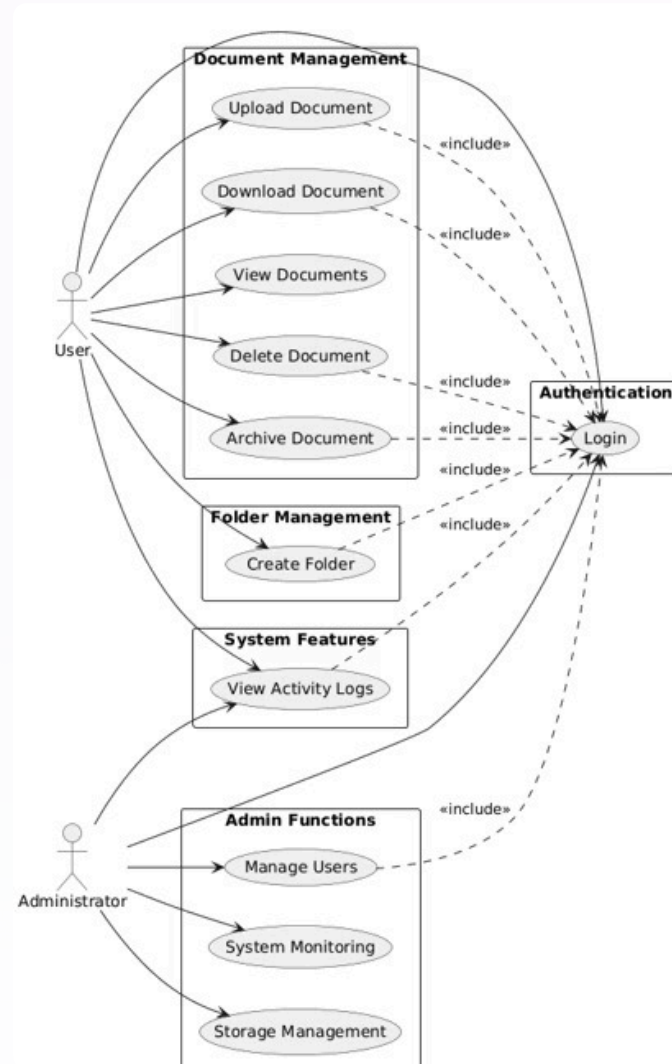 Document Management
Upload Document
«include»
Download Document
«include»
View Documents
User
Delete Document
«include»
Authentication
Archive Document
«include»
Login
«include»
Folder Management
«include»
Create Folder
System Features
View Activity Logs
«include»
Admin Functions
Manage Users
Administrator
System Monitoring
Storage Management